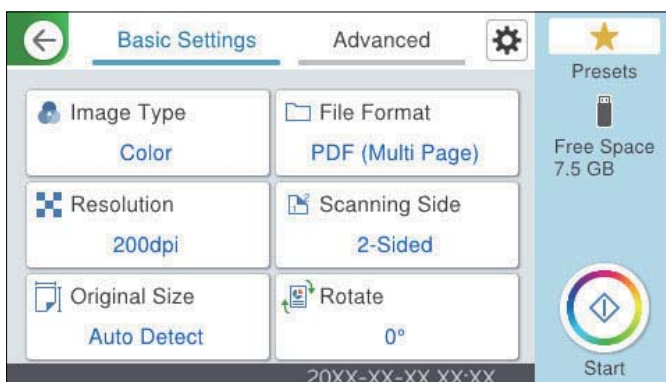 Basic Settings
Advanced
Presets
Image Type
Color
File Format
PDF (Multi Page)
Free Space
7.5 GB
Resolution
200dpi
Scanning Side
2-Sided
Original Size
Auto Detect
Rotate
0°
Start
20XX-XX-XX XX:XX